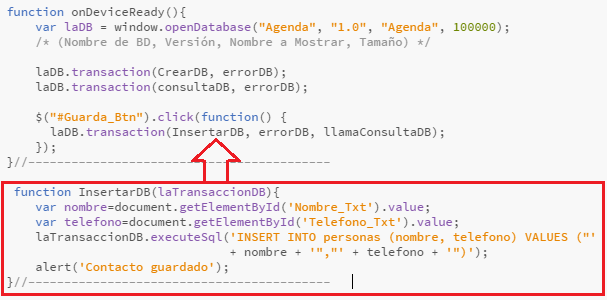 function onDeviceReady(){
var laDB = window.openDatabase("Agenda", "1.0", "Agenda", 100000);
/* (Nombre de BD, Versión, Nombre a Mostrar, Tamaño) */
laDB.transaction(CrearDB, errorDB);
laDB.transaction(consultaDB, errorDB);
$("#Guarda_Btn").click(function() {
laDB.transaction(InsertarDB, errorDB, llamaConsultaDB);
});
}//------------------------------------------
function InsertarDB(laTransaccionDB){
var nombre=document.getElementById('Nombre_Txt').value;
var telefono=document.getElementById('Telefono_Txt').value;
laTransaccionDB.executeSql('INSERT INTO personas (nombre, telefono) VALUES ("'
+ nombre + '","' + telefono + '")');
alert('Contacto guardado');
}//------------------------------------------